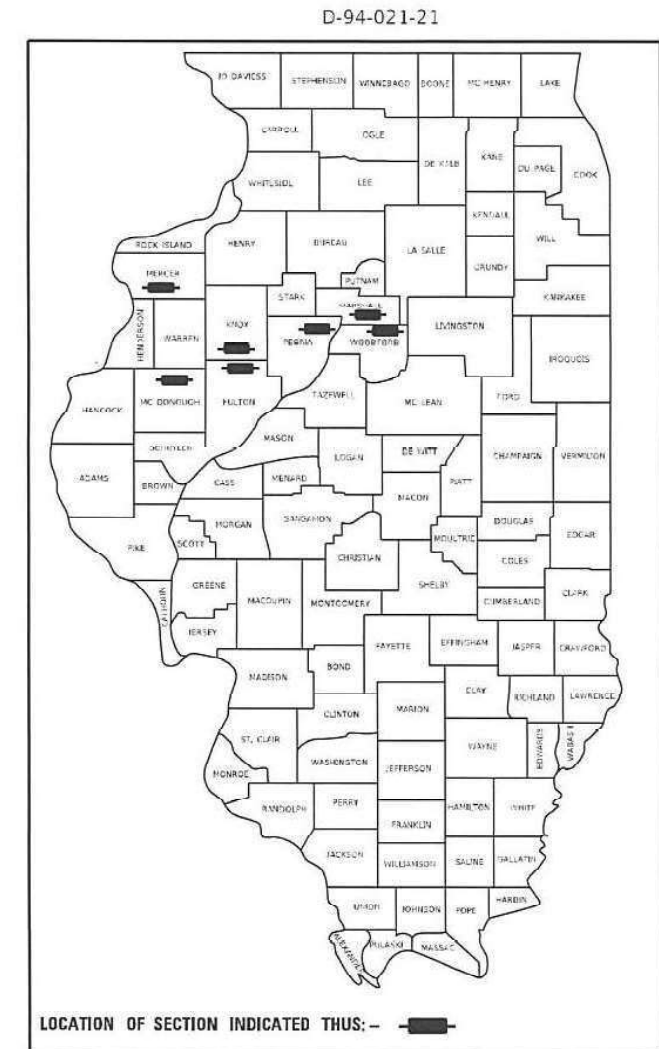 D-94-021-21
JO DAVIESS STEPHENSON WINNEBAGO BOONE MC HENRY LAKE
CARROLL OGLE DE KALB KANE DU PAGE COOK
WHITESIDE LEE KENDALL WILL
ROCK ISLAND HENRY BUREAU LA SALLE GRUNDY
MERCER PUTNAM KANKAKEE
HENDERSON WARREN KNOX STARK MARSHALL LIVINGSTON
PEORIA WOODFORD IROQUOIS
HANCOCK MC DONOUGH FULTON TAZEWELL MC LEAN FORD
SCHUYLER MASON LOGAN DE WITT CHAMPAIGN VERMILION
ADAMS BROWN CASS MENARD MACON PIATT
PIKE SCOTT MORGAN SANGAMON CHRISTIAN MOULTRIE DOUGLAS EDGAR
COLES
CALHOUN GREENE MACOUPIN MONTGOMERY SHELBY CUMBERLAND CLARK
JERSEY FAYETTE EFFINGHAM JASPER CRAWFORD
MADISON BOND CLAY RICHLAND LAWRENCE
CLINTON MARION
ST. CLAIR WASHINGTON JEFFERSON WAYNE EDWARDS WABASH
MONROE
RANDOLPH PERRY FRANKLIN HAMILTON WHITE
JACKSON WILLIAMSON SALINE GALLATIN
UNION JOHNSON POPE HARDIN
ALEXANDER PULASKI MASSAC
LOCATION OF SECTION INDICATED THUS: –